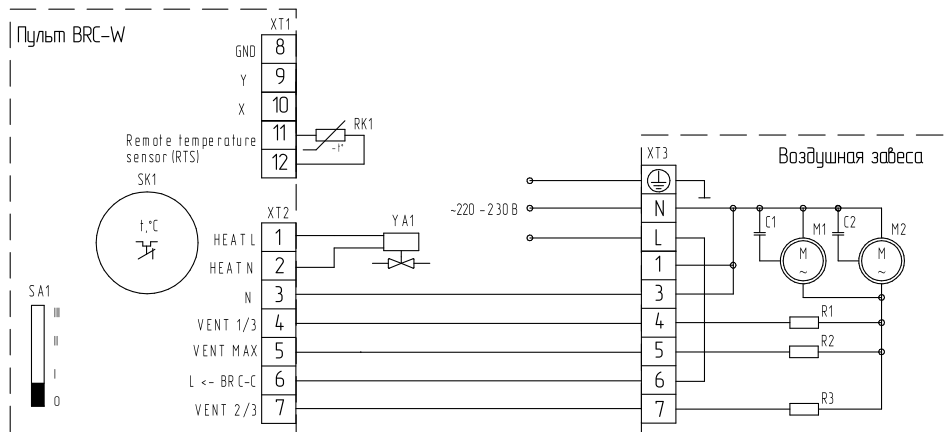 Пульт BRC-W
XT1
GND 8
Y 9
X 10
Remote temperature
sensor (RTS)
11
12
RK1
-t°
SK1
t,°C
SA1
III
II
I
0
XT2
HEAT L 1
HEAT N 2
N 3
VENT 1/3 4
VENT MAX 5
L <- BRC-C 6
VENT 2/3 7
YA1
~220 -230 В
Воздушная завеса
XT3
N
L
1
3
4
5
6
7
C1
M1
M
~
C2
M2
M
~
R1
R2
R3